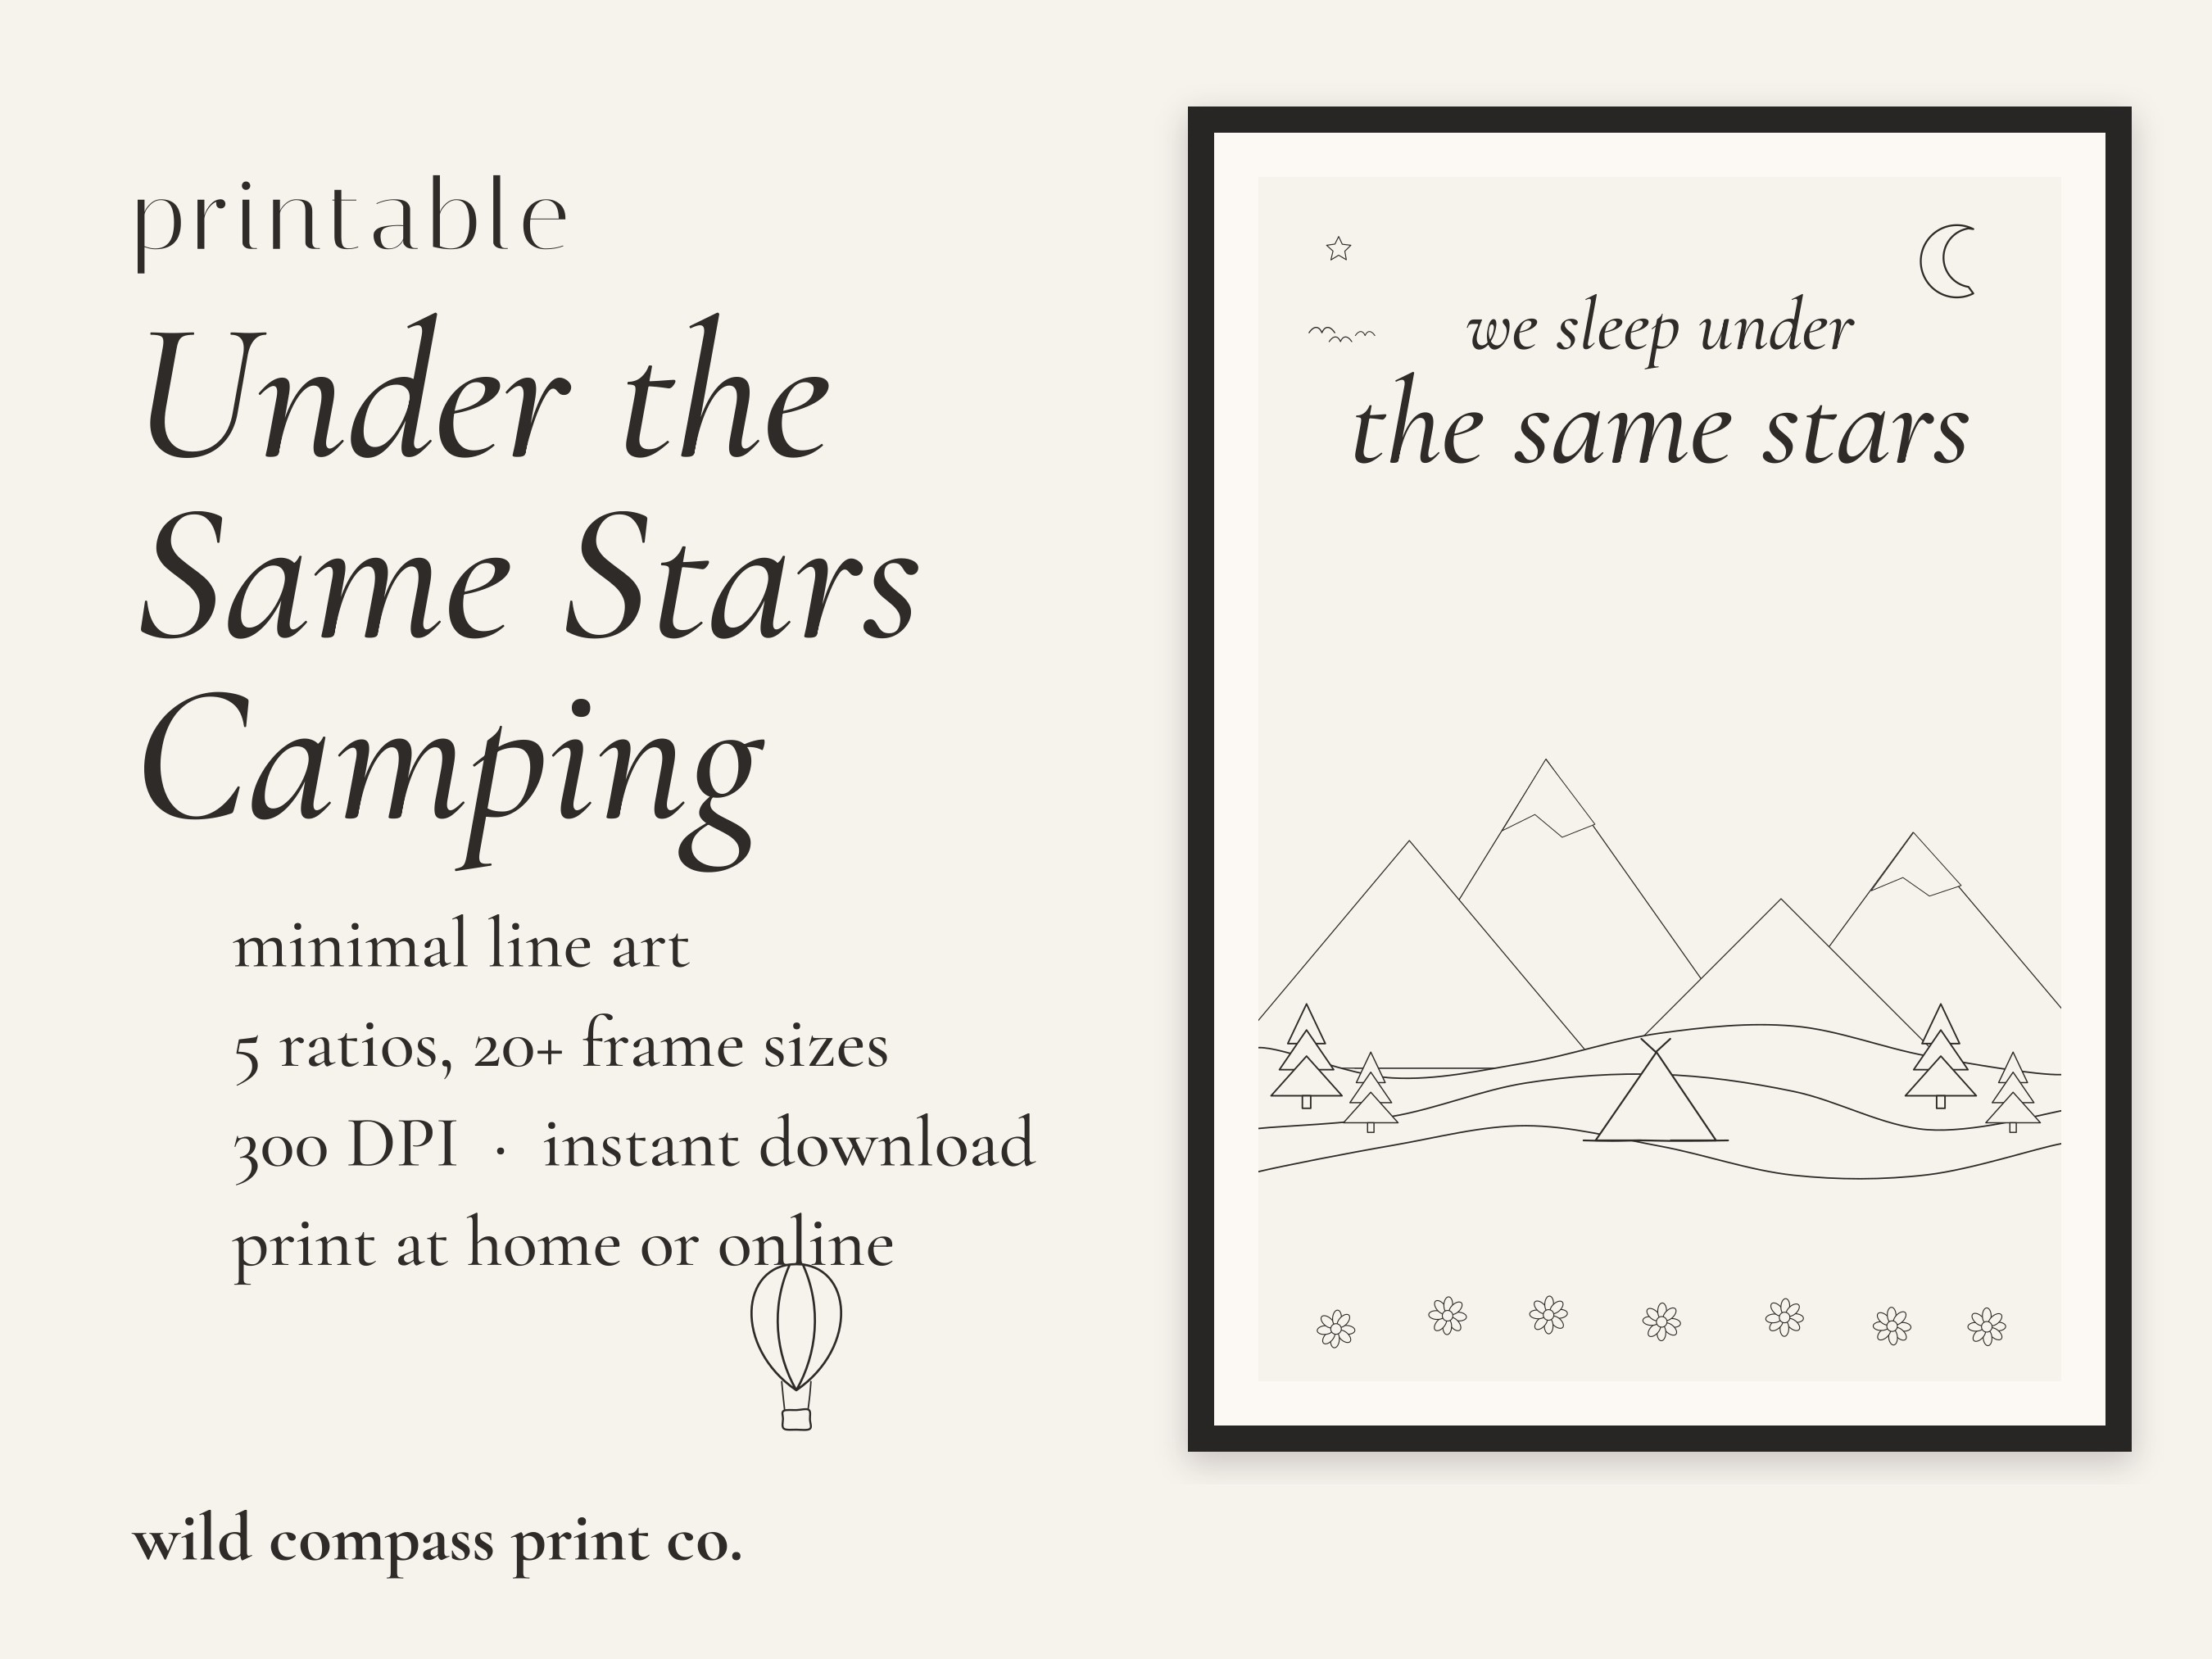 printable
Under the
Same Stars
Camping
minimal line art
5 ratios, 20+ frame sizes
300 DPI · instant download
print at home or online
wild compass print co.
we sleep under
the same stars